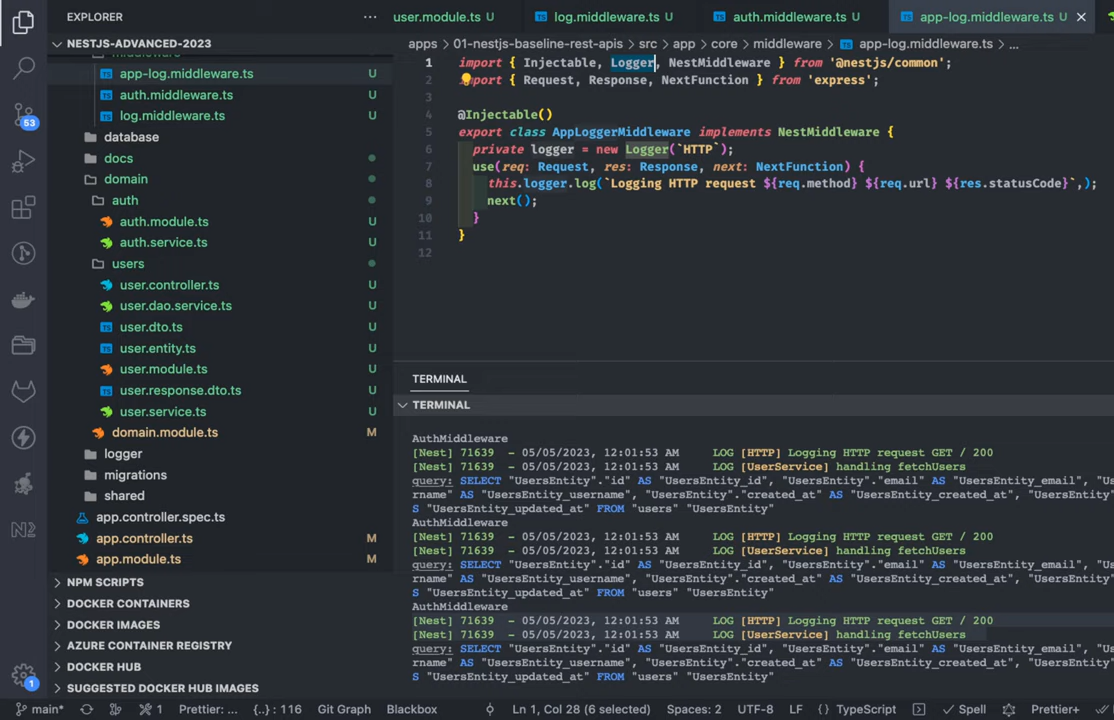 EXPLORER
NESTJS-ADVANCED-2023
app-log.middleware.ts U
auth.middleware.ts U
log.middleware.ts U
database
docs
domain
auth
auth.module.ts U
auth.service.ts U
users
user.controller.ts U
user.dao.service.ts U
user.dto.ts U
user.entity.ts U
user.module.ts U
user.response.dto.ts U
user.service.ts U
domain.module.ts M
logger
migrations
shared
app.controller.spec.ts
app.controller.ts M
app.module.ts M
NPM SCRIPTS
DOCKER CONTAINERS
DOCKER IMAGES
AZURE CONTAINER REGISTRY
DOCKER HUB
SUGGESTED DOCKER HUB IMAGES
53
1
user.module.ts U
log.middleware.ts U
auth.middleware.ts U
app-log.middleware.ts U
apps > 01-nestjs-baseline-rest-apis > src > app > core > middleware > app-log.middleware.ts > ...
1 import { Injectable, Logger, NestMiddleware } from '@nestjs/common';
2 import { Request, Response, NextFunction } from 'express';
3
4 @Injectable()
5 export class AppLoggerMiddleware implements NestMiddleware {
6 private logger = new Logger(`HTTP`);
7 use(req: Request, res: Response, next: NextFunction) {
8 this.logger.log(`Logging HTTP request ${req.method} ${req.url} ${res.statusCode}`,);
9 next();
10 }
11 }
12
TERMINAL
TERMINAL
AuthMiddleware
[Nest] 71639 - 05/05/2023, 12:01:53 AM LOG [HTTP] Logging HTTP request GET / 200
[Nest] 71639 - 05/05/2023, 12:01:53 AM LOG [UserService] handling fetchUsers
query: SELECT "UsersEntity"."id" AS "UsersEntity_id", "UsersEntity"."email" AS "UsersEntity_email", "U
rname" AS "UsersEntity_username", "UsersEntity"."created_at" AS "UsersEntity_created_at", "UsersEntity
S "UsersEntity_updated_at" FROM "users" "UsersEntity"
AuthMiddleware
[Nest] 71639 - 05/05/2023, 12:01:53 AM LOG [HTTP] Logging HTTP request GET / 200
[Nest] 71639 - 05/05/2023, 12:01:53 AM LOG [UserService] handling fetchUsers
query: SELECT "UsersEntity"."id" AS "UsersEntity_id", "UsersEntity"."email" AS "UsersEntity_email", "U
rname" AS "UsersEntity_username", "UsersEntity"."created_at" AS "UsersEntity_created_at", "UsersEntity
S "UsersEntity_updated_at" FROM "users" "UsersEntity"
AuthMiddleware
[Nest] 71639 - 05/05/2023, 12:01:53 AM LOG [HTTP] Logging HTTP request GET / 200
[Nest] 71639 - 05/05/2023, 12:01:53 AM LOG [UserService] handling fetchUsers
query: SELECT "UsersEntity"."id" AS "UsersEntity_id", "UsersEntity"."email" AS "UsersEntity_email", "U
rname" AS "UsersEntity_username", "UsersEntity"."created_at" AS "UsersEntity_created_at", "UsersEntity
S "UsersEntity_updated_at" FROM "users" "UsersEntity"
main* 1 Prettier: ... {..} : 116 Git Graph Blackbox Ln 1, Col 28 (6 selected) Spaces: 2 UTF-8 LF {} TypeScript Spell Prettier+